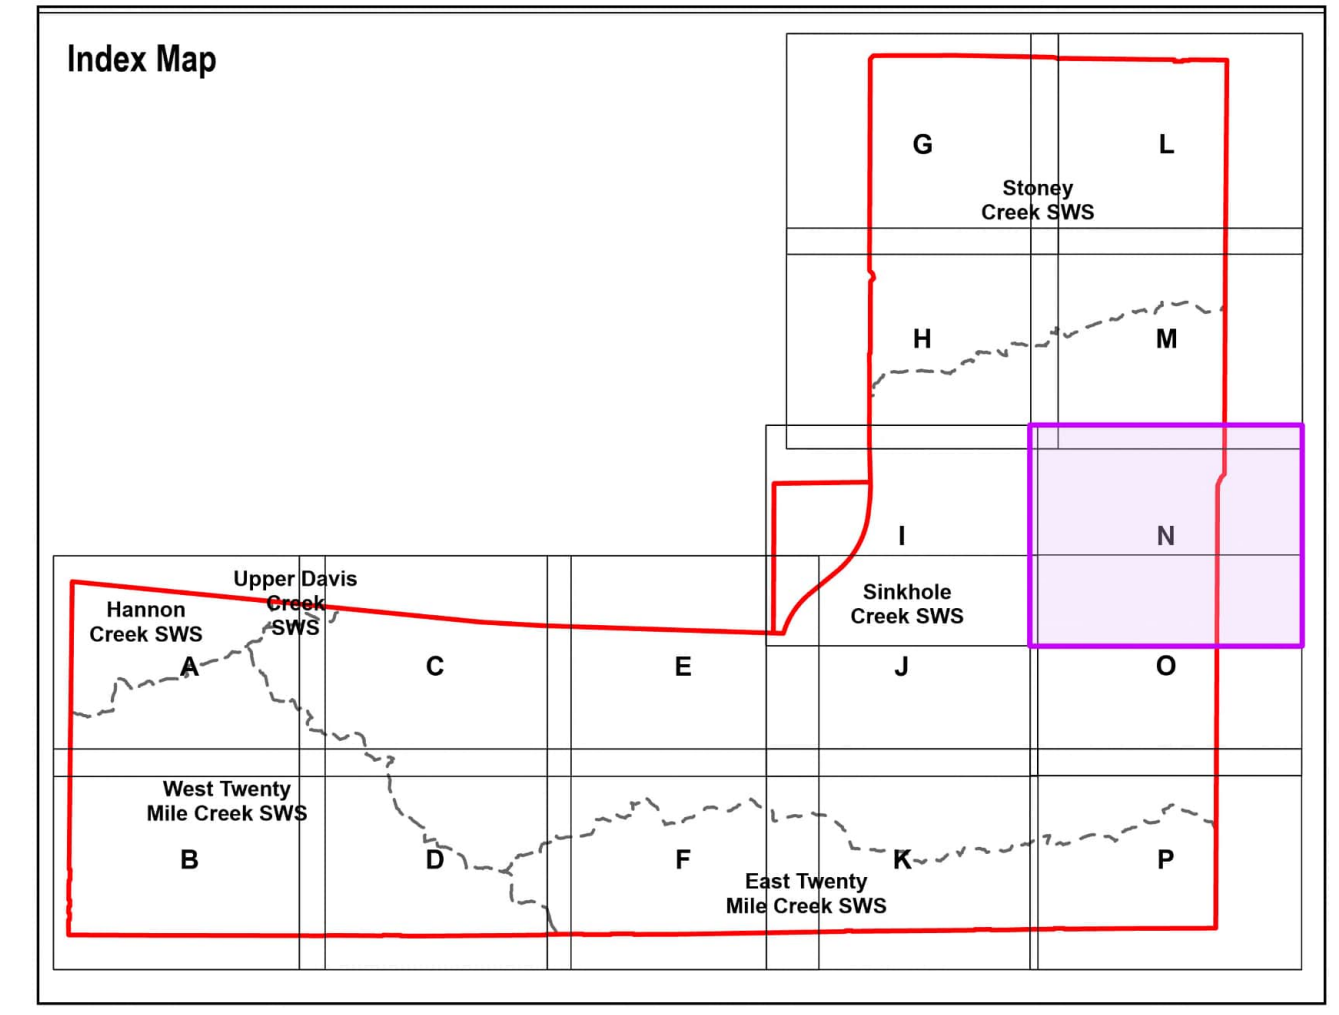 Index Map
G
L
Stoney
Creek SWS
H
M
I
N
Sinkhole
Creek SWS
Upper Davis
Creek
SWS
Hannon
Creek SWS
A
C
E
J
O
West Twenty
Mile Creek SWS
B
D
F
K
P
East Twenty
Mile Creek SWS